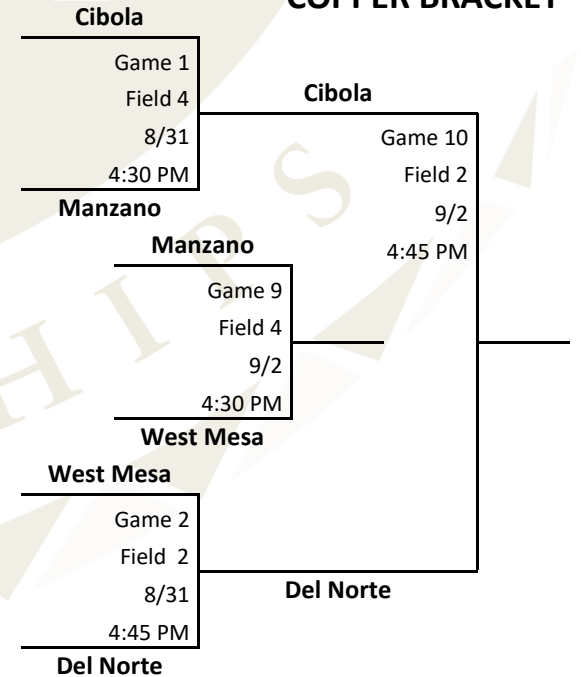 COPPER BRACKET
Cibola
Game 1
Field 4
8/31
4:30 PM
Manzano
Cibola
Game 10
Field 2
9/2
4:45 PM
Manzano
Game 9
Field 4
9/2
4:30 PM
West Mesa
West Mesa
Game 2
Field 2
8/31
4:45 PM
Del Norte
Del Norte
H I P S